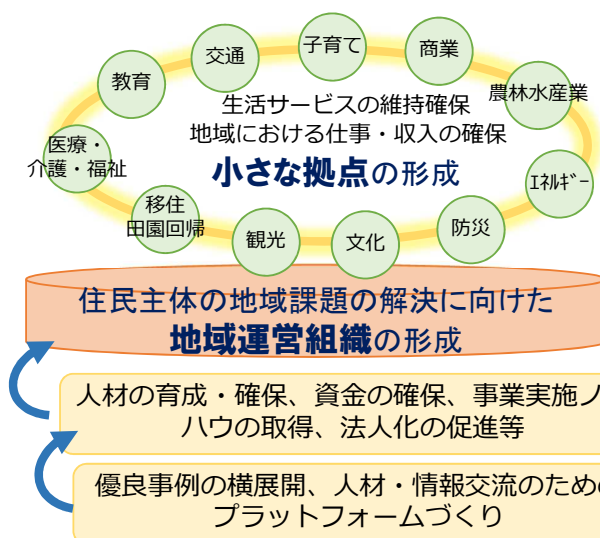 子育て
交通
商業
教育
農林水産業
生活サービスの維持確保
地域における仕事・収入の確保
医療・
介護・福祉
小さな拠点の形成
ｴﾈﾙｷﾞｰ
移住
田園回帰
観光
文化
防災
住民主体の地域課題の解決に向けた
地域運営組織の形成
人材の育成・確保、資金の確保、事業実施ノ
ハウの取得、法人化の促進等
優良事例の横展開、人材・情報交流のための
プラットフォームづくり